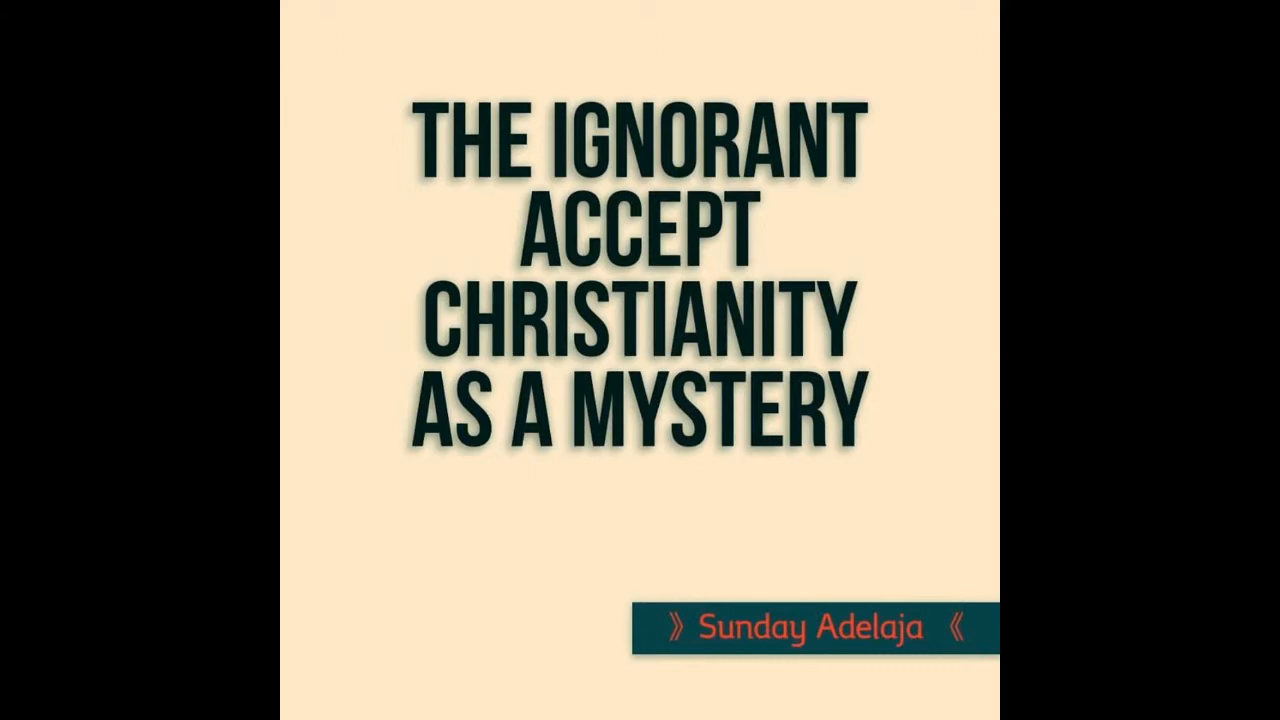 THE IGNORANT
ACCEPT
CHRISTIANITY
AS A MYSTERY
》 Sunday Adelaja 《